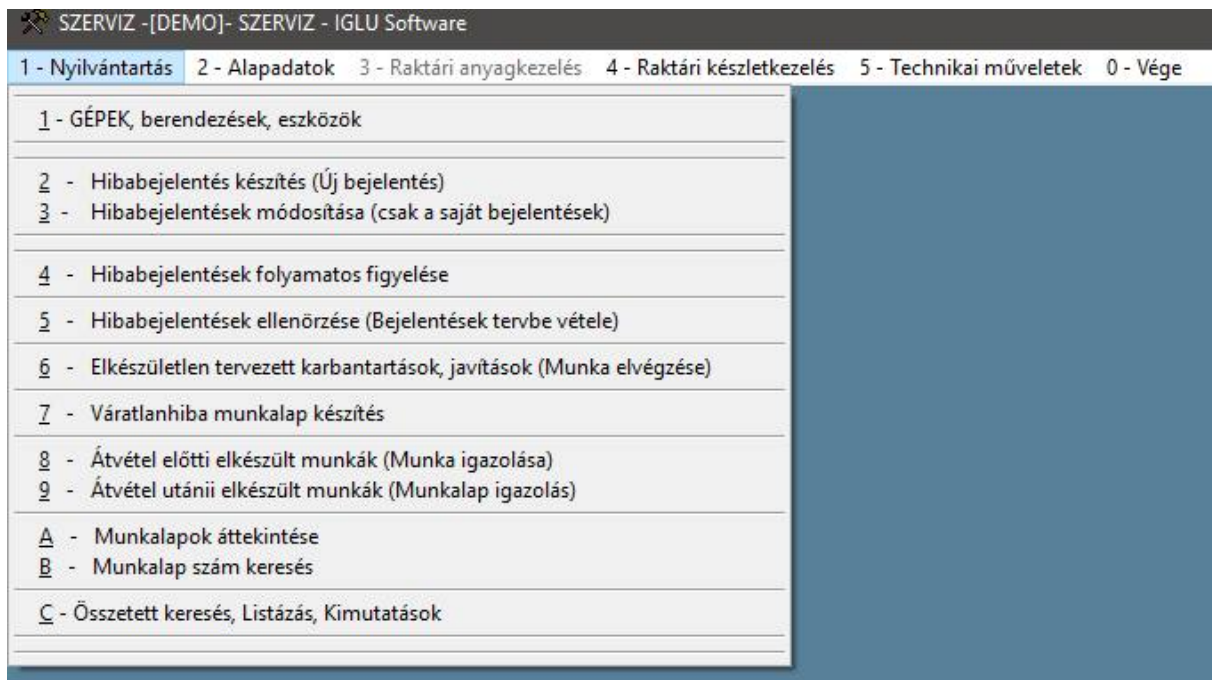 SZERVIZ -[DEMO]- SZERVIZ - IGLU Software
1 - Nyilvántartás 2 - Alapadatok 3 - Raktári anyagkezelés 4 - Raktári készletkezelés 5 - Technikai műveletek 0 - Vége
1 - GÉPEK, berendezések, eszközök
2 - Hibabejelentés készítés (Új bejelentés)
3 - Hibabejelentések módosítása (csak a saját bejelentések)
4 - Hibabejelentések folyamatos figyelése
5 - Hibabejelentések ellenőrzése (Bejelentések tervbe vétele)
6 - Elkészületlen tervezett karbantartások, javítások (Munka elvégzése)
7 - Váratlanhiba munkalap készítés
8 - Átvétel előtti elkészült munkák (Munka igazolása)
9 - Átvétel utánii elkészült munkák (Munkalap igazolás)
A - Munkalapok áttekintése
B - Munkalap szám keresés
C - Összetett keresés, Listázás, Kimutatások